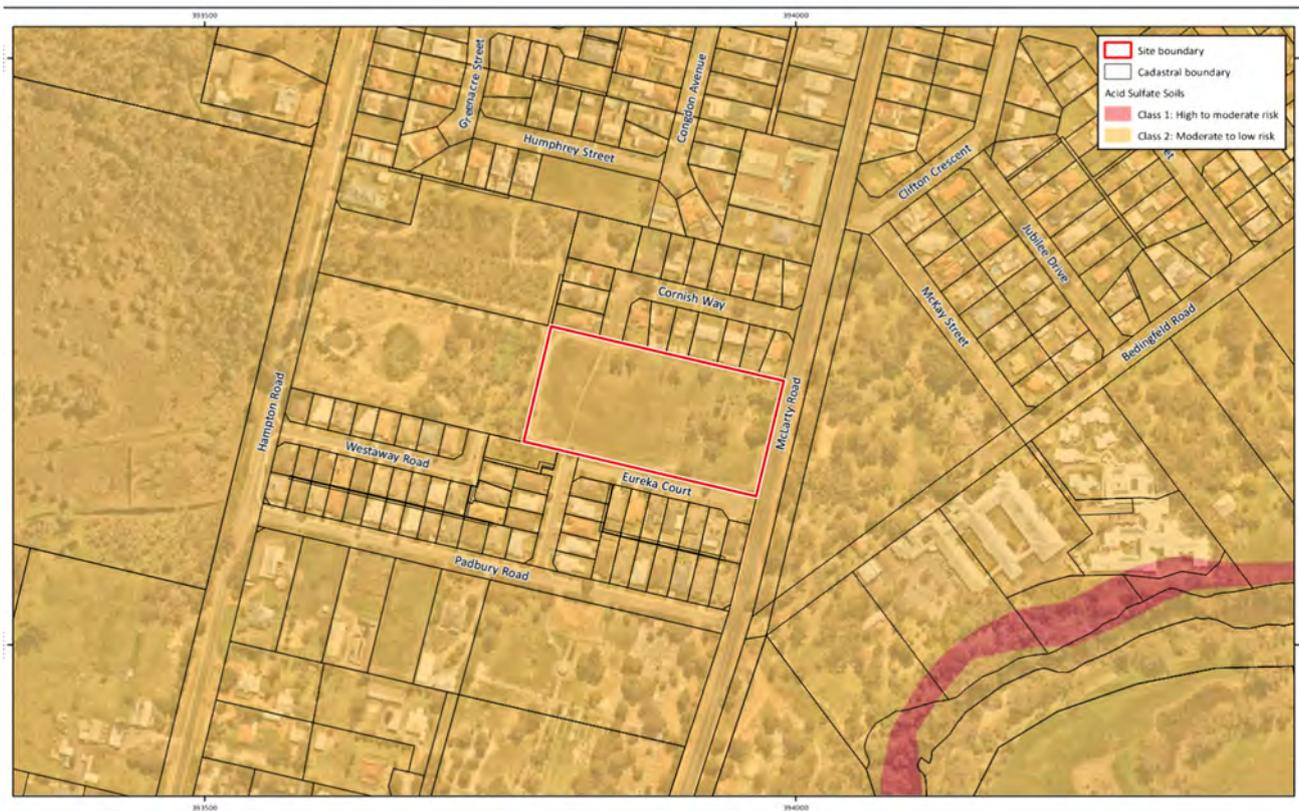 393500
394000
Site boundary
Cadastral boundary
Acid Sulfate Soils
Class 1: High to moderate risk
Class 2: Moderate to low risk
Greenacre Street
Congdon Avenue
Humphrey Street
Clifton Crescent
Jubilee Drive
Cornish Way
McKay Street
Bedingfeld Road
Hampton Road
McLarty Road
Westaway Road
Eureka Court
Padbury Road
393500
394000